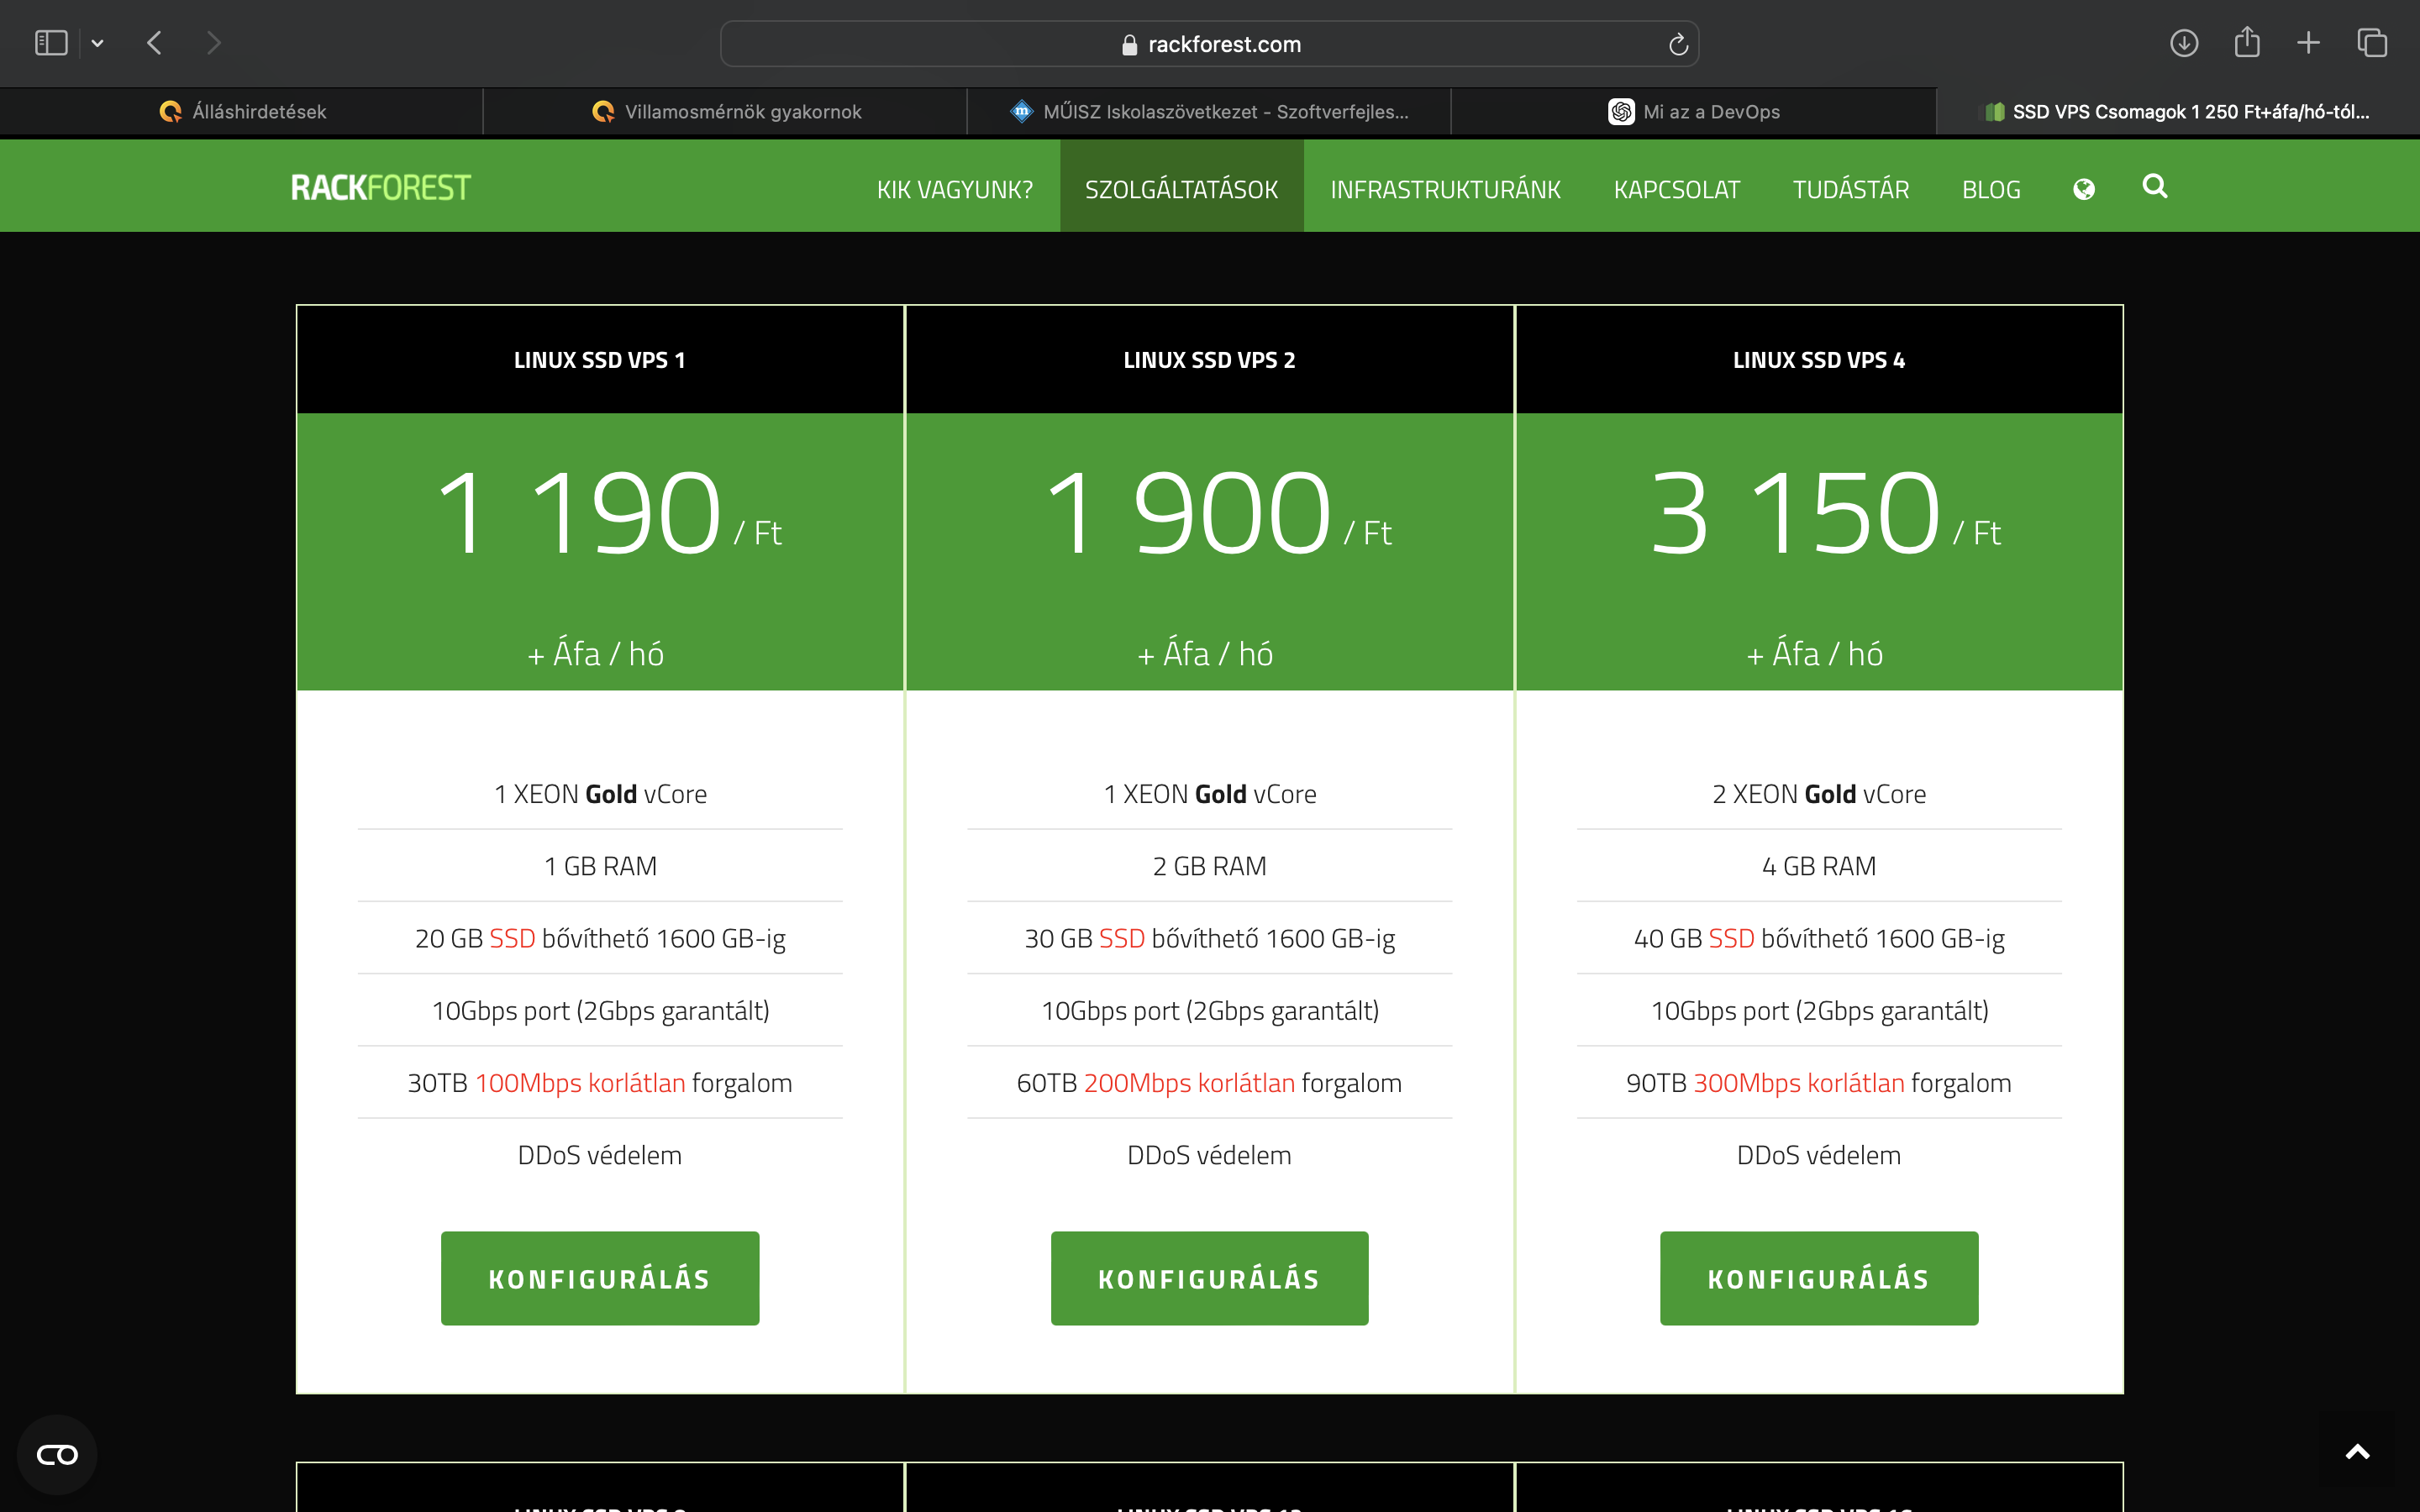 rackforest.com
Álláshirdetések
Villamosmérnök gyakornok
MŰISZ Iskolaszövetkezet - Szoftverfejles...
Mi az a DevOps
SSD VPS Csomagok 1 250 Ft+áfa/hó-tól...
RACKFOREST
KIK VAGYUNK?
SZOLGÁLTATÁSOK
INFRASTRUKTURÁNK
KAPCSOLAT
TUDÁSTÁR
BLOG
LINUX SSD VPS 1
1 190 / Ft
+ Áfa / hó
1 XEON Gold vCore
1 GB RAM
20 GB SSD bővíthető 1600 GB-ig
10Gbps port (2Gbps garantált)
30TB 100Mbps korlátlan forgalom
DDoS védelem
KONFIGURÁLÁS
LINUX SSD VPS 2
1 900 / Ft
+ Áfa / hó
1 XEON Gold vCore
2 GB RAM
30 GB SSD bővíthető 1600 GB-ig
10Gbps port (2Gbps garantált)
60TB 200Mbps korlátlan forgalom
DDoS védelem
KONFIGURÁLÁS
LINUX SSD VPS 4
3 150 / Ft
+ Áfa / hó
2 XEON Gold vCore
4 GB RAM
40 GB SSD bővíthető 1600 GB-ig
10Gbps port (2Gbps garantált)
90TB 300Mbps korlátlan forgalom
DDoS védelem
KONFIGURÁLÁS